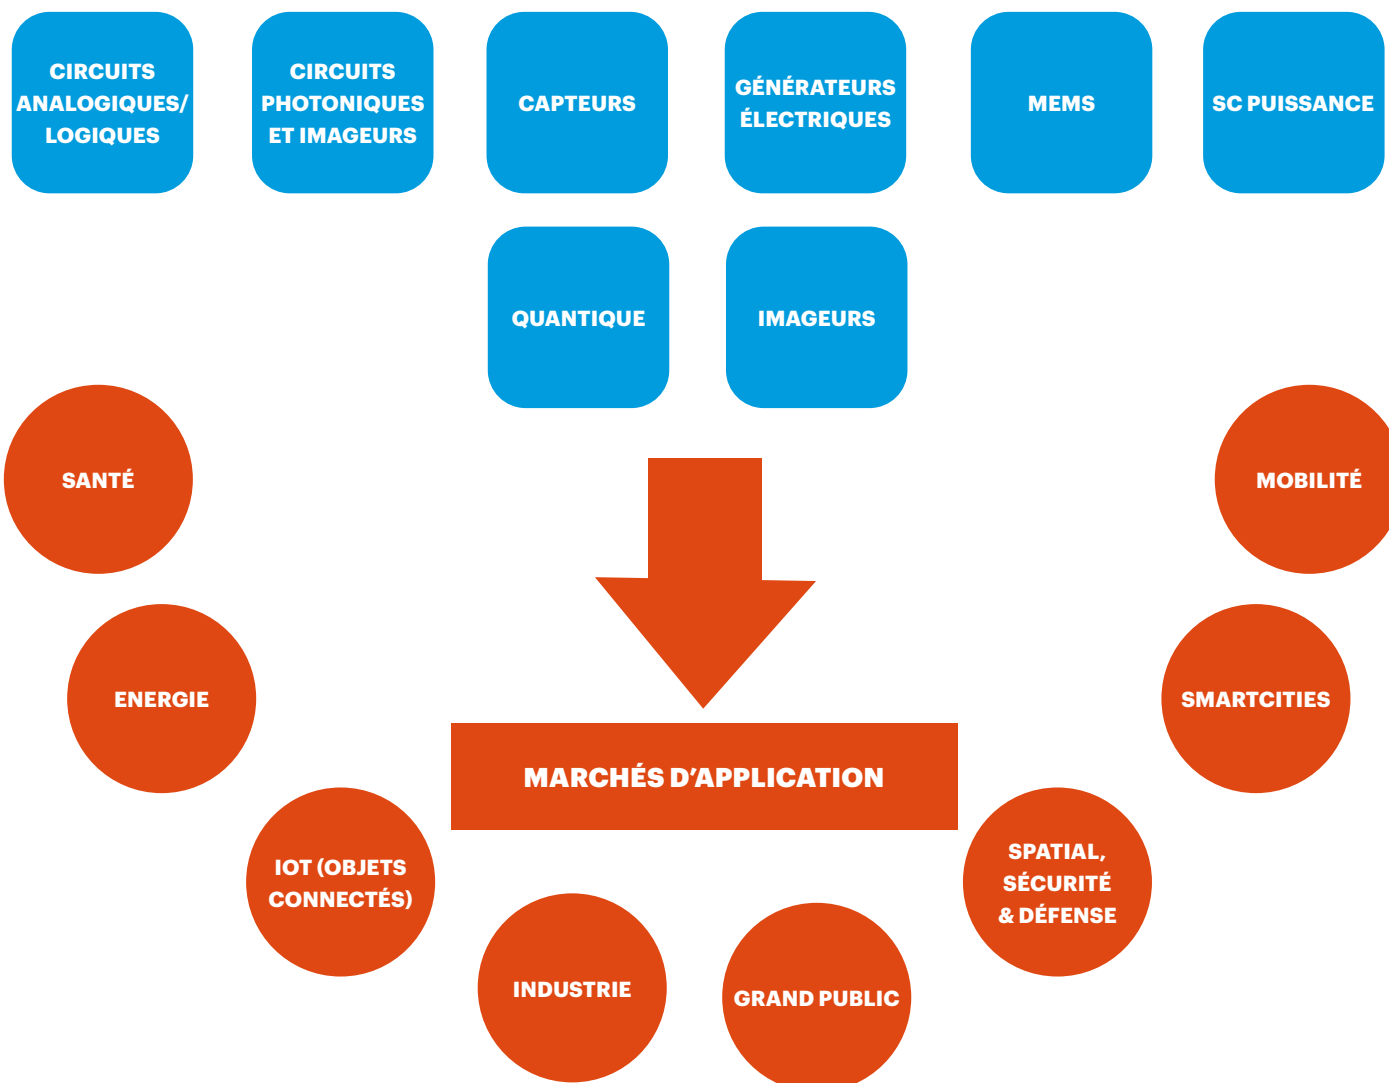 CIRCUITS
ANALOGIQUES/
LOGIQUES
CIRCUITS
PHOTONIQUES
ET IMAGEURS
CAPTEURS
GÉNÉRATEURS
ÉLECTRIQUES
MEMS
SC PUISSANCE
QUANTIQUE
IMAGEURS
SANTÉ
MOBILITÉ
ENERGIE
SMARTCITIES
MARCHÉS D’APPLICATION
IOT (OBJETS
CONNECTÉS)
SPATIAL,
SÉCURITÉ
& DÉFENSE
INDUSTRIE
GRAND PUBLIC